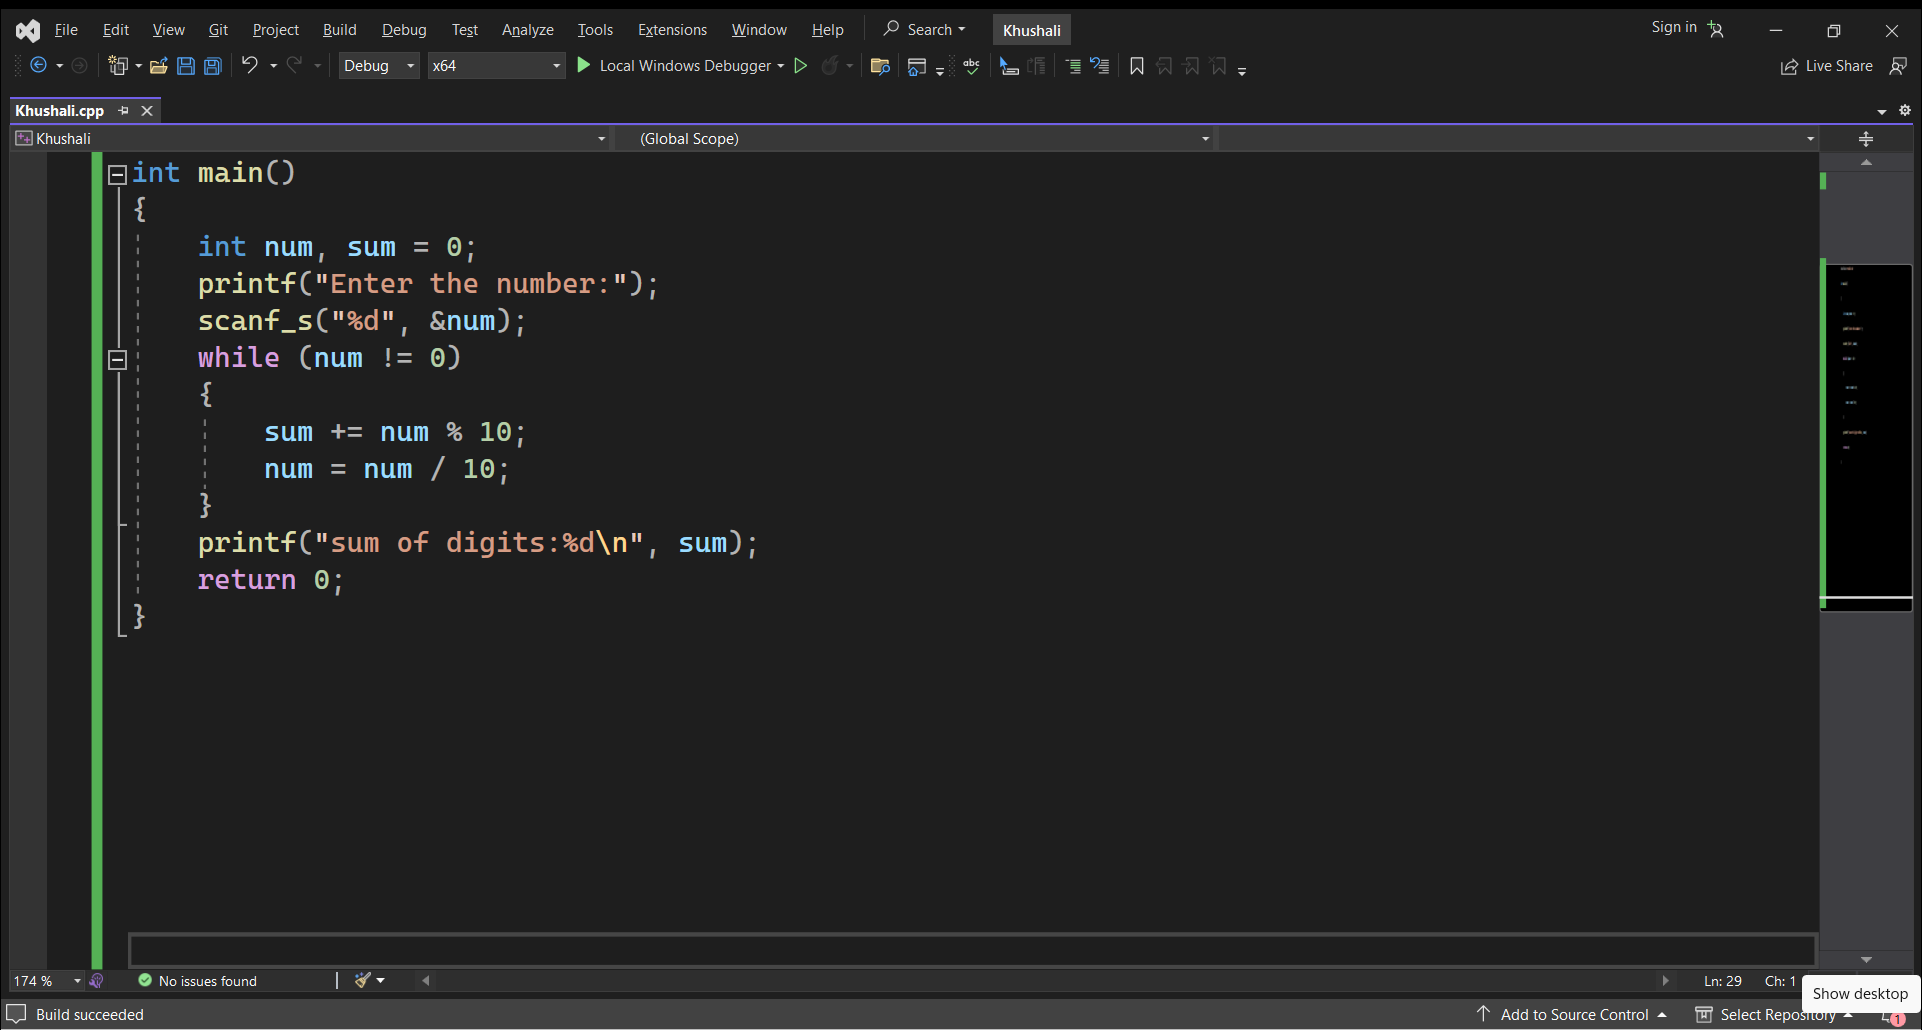 File Edit View Git Project Build Debug Test Analyze Tools Extensions Window Help Search Khushali Sign in
Debug x64 Local Windows Debugger abc Live Share
Khushali.cpp
Khushali (Global Scope)
int main()
{
int num, sum = 0;
printf("Enter the number:");
scanf_s("%d", &num);
while (num != 0)
{
sum += num % 10;
num = num / 10;
}
printf("sum of digits:%d\n", sum);
return 0;
}
174 % No issues found Ln: 29 Ch: 1
Show desktop
Build succeeded Add to Source Control Select Repository 1